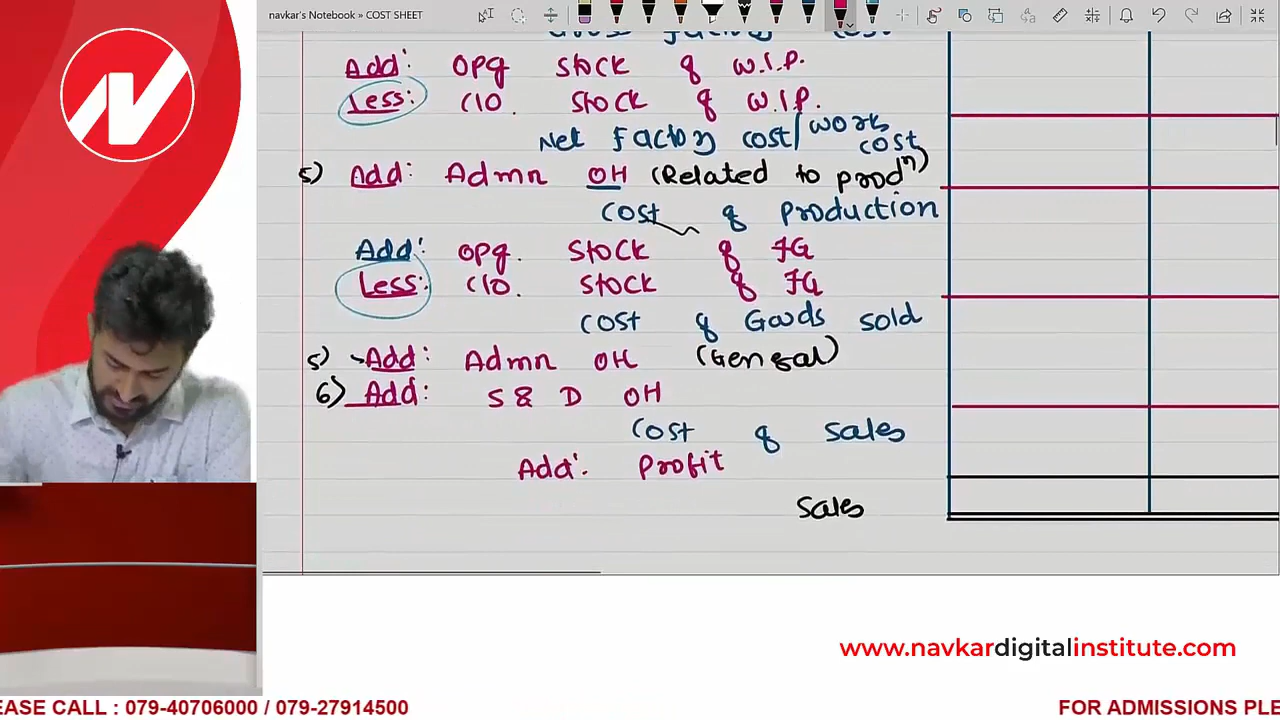 navkar's Notebook » COST SHEET
Gross factory cost
Add: opg stock of W.I.P.
Less: clo. stock of W.I.P.
Net factory cost/work cost
5) Add: Admn OH (Related to prodⁿ)
cost of production
Add: opg. stock of FG
Less: clo. stock of FG
cost of Goods sold
5) Add: Admn OH (General)
6) Add: S & D OH
cost of sales
Add: profit
sales
www.navkardigitalinstitute.com
EASE CALL : 079-40706000 / 079-27914500
FOR ADMISSIONS PLE